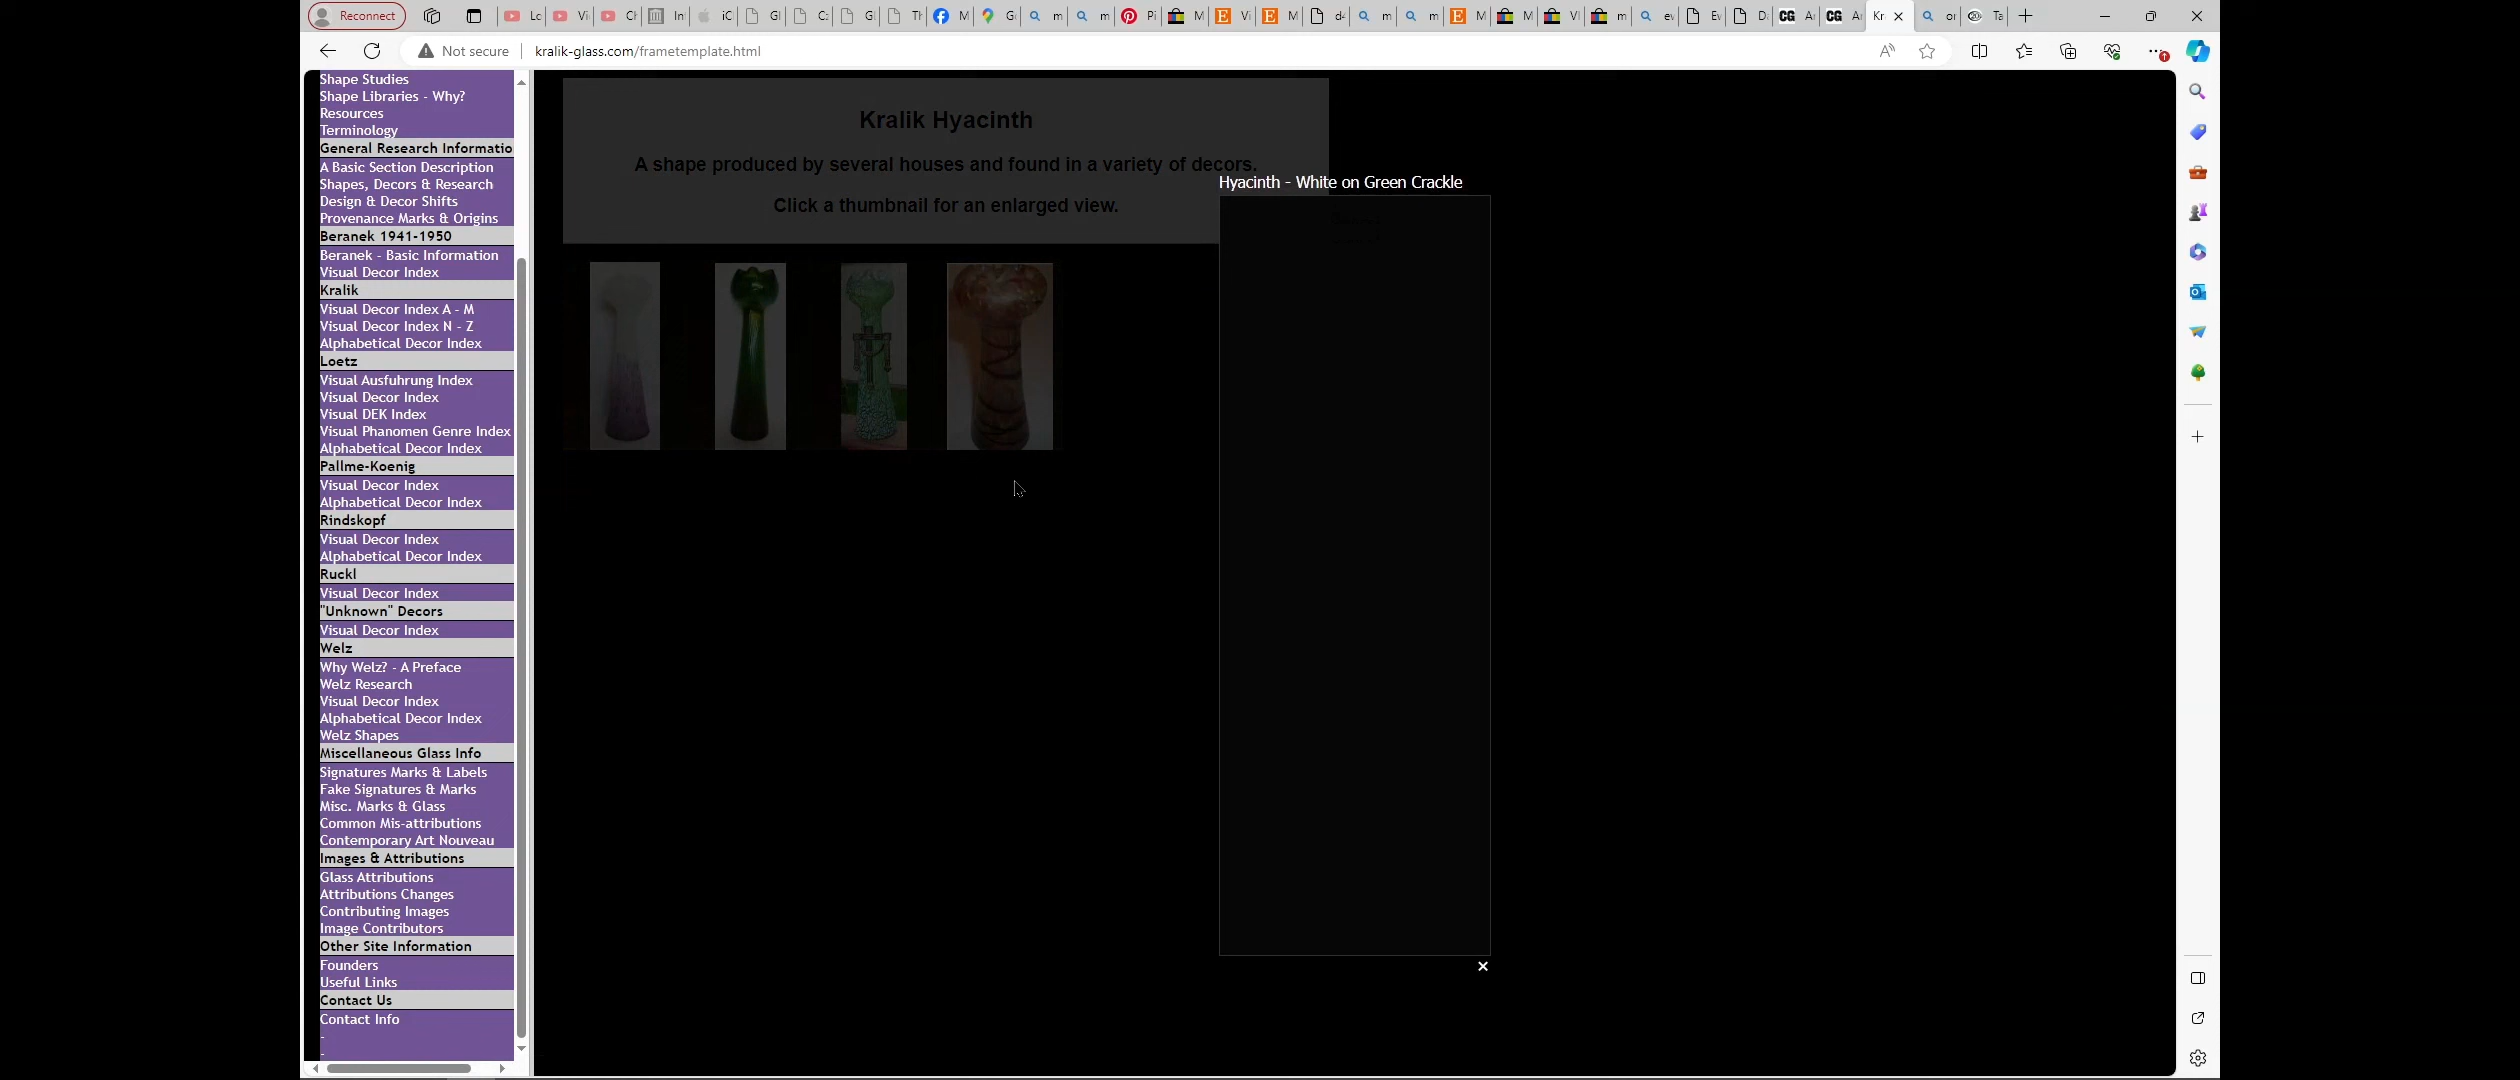 Reconnect
Not secure
kralik-glass.com/frametemplate.html
Shape Studies
Shape Libraries - Why?
Resources
Terminology
General Research Informatio
A Basic Section Description
Shapes, Decors & Research
Design & Decor Shifts
Provenance Marks & Origins
Beranek 1941-1950
Beranek - Basic Information
Visual Decor Index
Kralik
Visual Decor Index A - M
Visual Decor Index N - Z
Alphabetical Decor Index
Loetz
Visual Ausfuhrung Index
Visual Decor Index
Visual DEK Index
Visual Phanomen Genre Index
Alphabetical Decor Index
Pallme-Koenig
Visual Decor Index
Alphabetical Decor Index
Rindskopf
Visual Decor Index
Alphabetical Decor Index
Ruckl
Visual Decor Index
"Unknown" Decors
Visual Decor Index
Welz
Why Welz? - A Preface
Welz Research
Visual Decor Index
Alphabetical Decor Index
Welz Shapes
Miscellaneous Glass Info
Signatures Marks & Labels
Fake Signatures & Marks
Misc. Marks & Glass
Common Mis-attributions
Contemporary Art Nouveau
Images & Attributions
Glass Attributions
Attributions Changes
Contributing Images
Image Contributors
Other Site Information
Founders
Useful Links
Contact Us
Contact Info
-
-
Kralik Hyacinth
A shape produced by several houses and found in a variety of decors.
Click a thumbnail for an enlarged view.
Hyacinth - White on Green Crackle